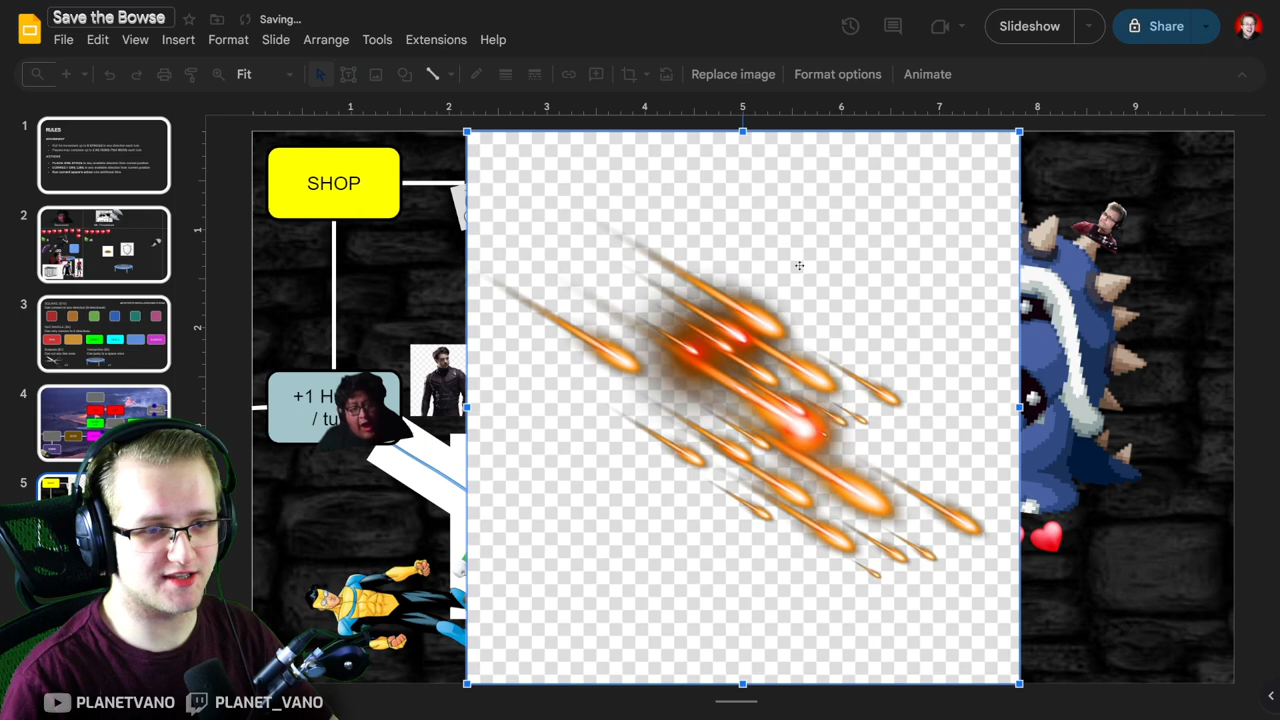 Save the Bowse
Saving...
File Edit View Insert Format Slide Arrange Tools Extensions Help
Slideshow
Share
Fit
Replace image
Format options
Animate
1 2 3 4 5 6 7 8 9
1
2
1
RULES
2
3
4
5
SHOP
+1 H
/ tu
PLANETVANO
PLANET_VANO